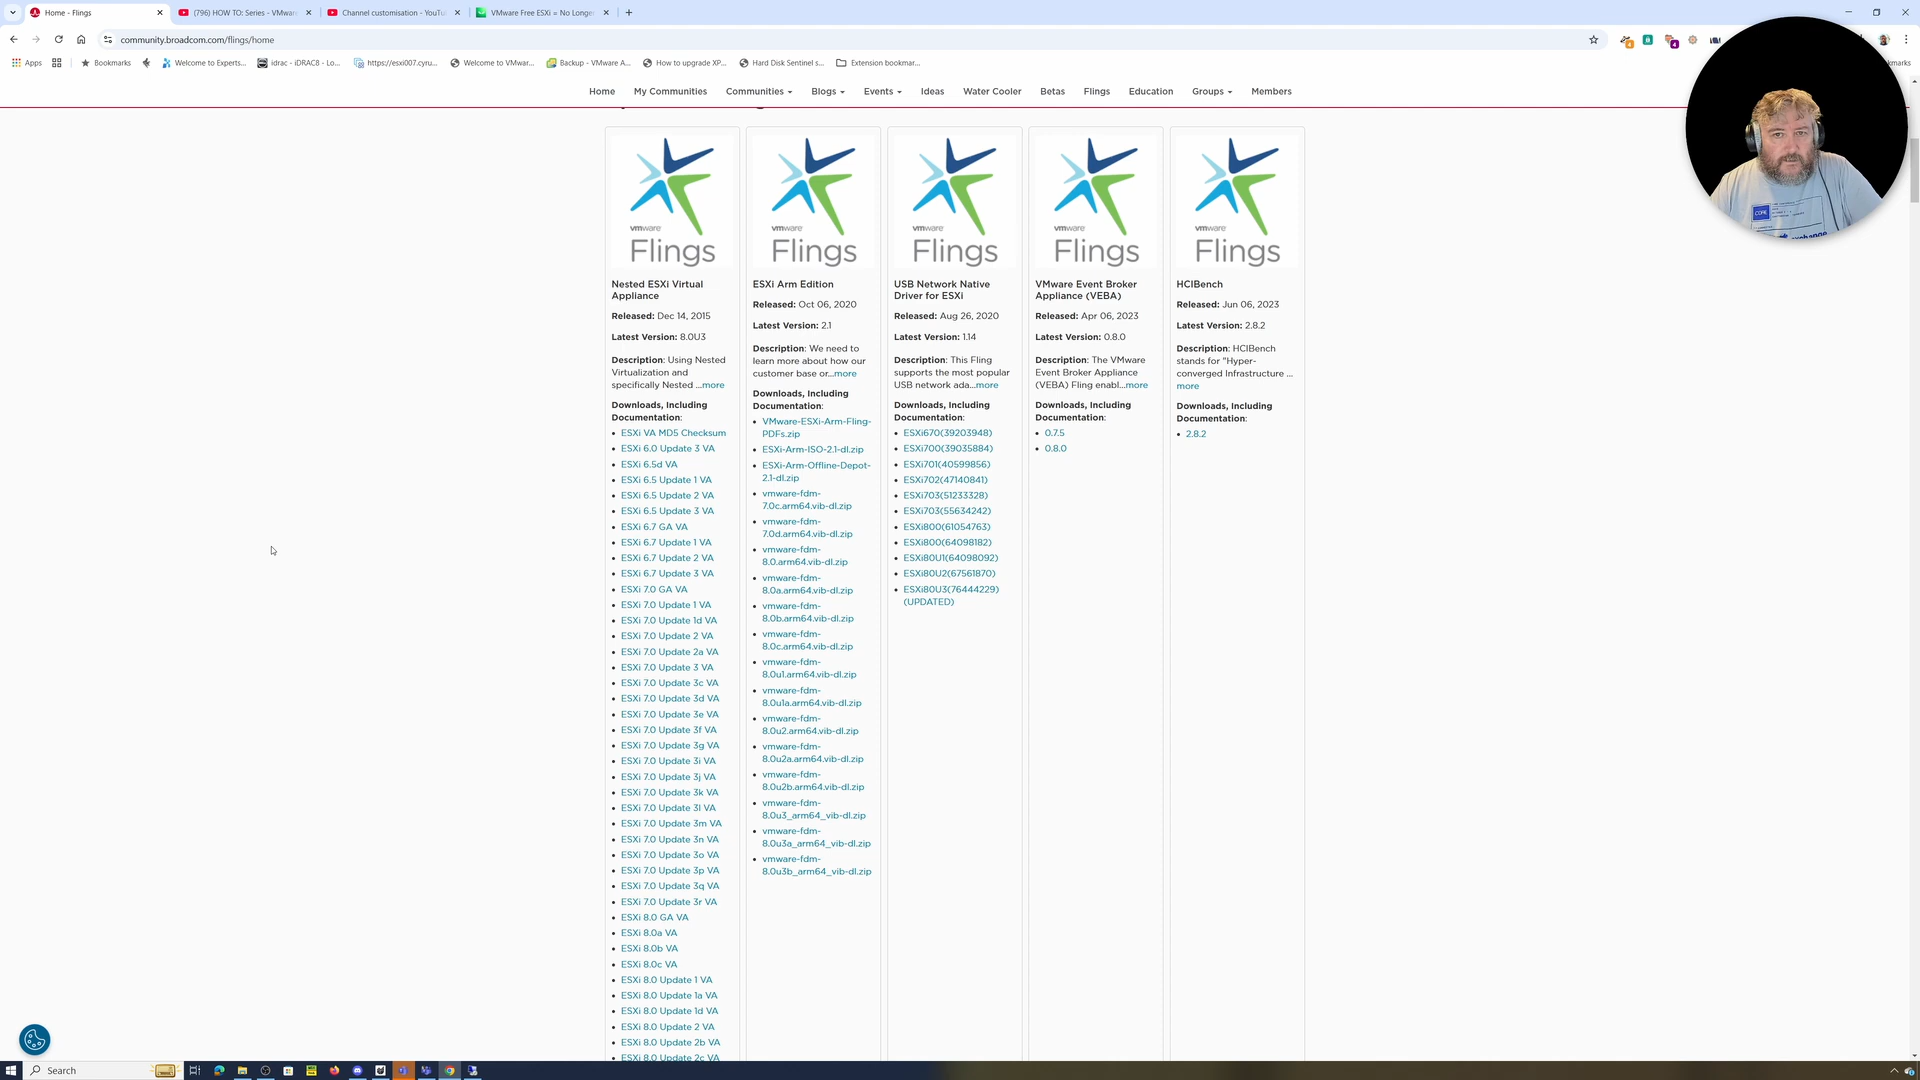 Home - Flings
(796) HOW TO: Series - VMwar
Channel customisation - YouTu
VMware Free ESXi = No Longe
community.broadcom.com/flings/home
Apps
Bookmarks
Welcome to Experts...
idrac - iDRAC8 - Lo...
https://esxi007.cyru...
Welcome to VMwar...
Backup - VMware A...
How to upgrade XP...
Hard Disk Sentinel s...
Extension bookmar...
Home
My Communities
Communities
Blogs
Events
Ideas
Water Cooler
Betas
Flings
Education
Groups
Members
vmware
Flings
Nested ESXi Virtual
Appliance
Released: Dec 14, 2015
Latest Version: 8.0U3
Description: Using Nested
Virtualization and
specifically Nested ...more
Downloads, Including
Documentation:
ESXi VA MD5 Checksum
ESXi 6.0 Update 3 VA
ESXi 6.5d VA
ESXi 6.5 Update 1 VA
ESXi 6.5 Update 2 VA
ESXi 6.5 Update 3 VA
ESXi 6.7 GA VA
ESXi 6.7 Update 1 VA
ESXi 6.7 Update 2 VA
ESXi 6.7 Update 3 VA
ESXi 7.0 GA VA
ESXi 7.0 Update 1 VA
ESXi 7.0 Update 1d VA
ESXi 7.0 Update 2 VA
ESXi 7.0 Update 2a VA
ESXi 7.0 Update 3 VA
ESXi 7.0 Update 3c VA
ESXi 7.0 Update 3d VA
ESXi 7.0 Update 3e VA
ESXi 7.0 Update 3f VA
ESXi 7.0 Update 3g VA
ESXi 7.0 Update 3i VA
ESXi 7.0 Update 3j VA
ESXi 7.0 Update 3k VA
ESXi 7.0 Update 3l VA
ESXi 7.0 Update 3m VA
ESXi 7.0 Update 3n VA
ESXi 7.0 Update 3o VA
ESXi 7.0 Update 3p VA
ESXi 7.0 Update 3q VA
ESXi 7.0 Update 3r VA
ESXi 8.0 GA VA
ESXi 8.0a VA
ESXi 8.0b VA
ESXi 8.0c VA
ESXi 8.0 Update 1 VA
ESXi 8.0 Update 1a VA
ESXi 8.0 Update 1d VA
ESXi 8.0 Update 2 VA
ESXi 8.0 Update 2b VA
ESXi 8.0 Update 2c VA
vmware
Flings
ESXi Arm Edition
Released: Oct 06, 2020
Latest Version: 2.1
Description: We need to
learn more about how our
customer base or...more
Downloads, Including
Documentation:
VMware-ESXi-Arm-Fling-
PDFs.zip
ESXi-Arm-ISO-2.1-dl.zip
ESXi-Arm-Offline-Depot-
2.1-dl.zip
vmware-fdm-
7.0c.arm64.vib-dl.zip
vmware-fdm-
7.0d.arm64.vib-dl.zip
vmware-fdm-
8.0.arm64.vib-dl.zip
vmware-fdm-
8.0a.arm64.vib-dl.zip
vmware-fdm-
8.0b.arm64.vib-dl.zip
vmware-fdm-
8.0c.arm64.vib-dl.zip
vmware-fdm-
8.0u1.arm64.vib-dl.zip
vmware-fdm-
8.0u1a.arm64.vib-dl.zip
vmware-fdm-
8.0u2.arm64.vib-dl.zip
vmware-fdm-
8.0u2a.arm64.vib-dl.zip
vmware-fdm-
8.0u2b.arm64.vib-dl.zip
vmware-fdm-
8.0u3_arm64_vib-dl.zip
vmware-fdm-
8.0u3a_arm64_vib-dl.zip
vmware-fdm-
8.0u3b_arm64_vib-dl.zip
vmware
Flings
USB Network Native
Driver for ESXi
Released: Aug 26, 2020
Latest Version: 1.14
Description: This Fling
supports the most popular
USB network ada...more
Downloads, Including
Documentation:
ESXi670(39203948)
ESXi700(39035884)
ESXi701(40599856)
ESXi702(47140841)
ESXi703(51233328)
ESXi703(55634242)
ESXi800(61054763)
ESXi800(64098182)
ESXi80U1(64098092)
ESXi80U2(67561870)
ESXi80U3(76444229)
(UPDATED)
vmware
Flings
VMware Event Broker
Appliance (VEBA)
Released: Apr 06, 2023
Latest Version: 0.8.0
Description: The VMware
Event Broker Appliance
(VEBA) Fling enabl...more
Downloads, Including
Documentation:
0.7.5
0.8.0
vmware
Flings
HCIBench
Released: Jun 06, 2023
Latest Version: 2.8.2
Description: HCIBench
stands for "Hyper-
converged Infrastructure ...
more
Downloads, Including
Documentation:
2.8.2
Search